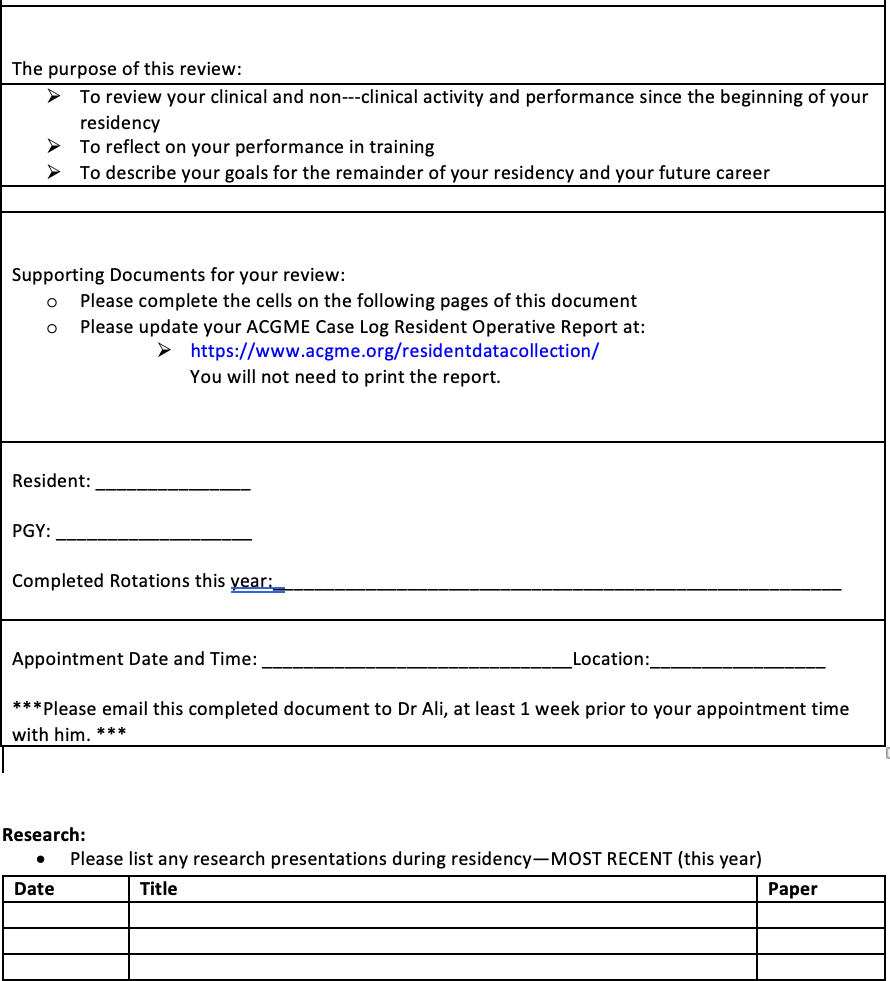 The purpose of this review:
➢ To review your clinical and non---clinical activity and performance since the beginning of your
residency
➢ To reflect on your performance in training
➢ To describe your goals for the remainder of your residency and your future career
Supporting Documents for your review:
o Please complete the cells on the following pages of this document
o Please update your ACGME Case Log Resident Operative Report at:
➢ https://www.acgme.org/residentdatacollection/
You will not need to print the report.
Resident: _______________
PGY: ___________________
Completed Rotations this year:_______________________________________________________
Appointment Date and Time: ______________________________Location:_________________
***Please email this completed document to Dr Ali, at least 1 week prior to your appointment time
with him. ***
Research:
• Please list any research presentations during residency—MOST RECENT (this year)
Date Title Paper